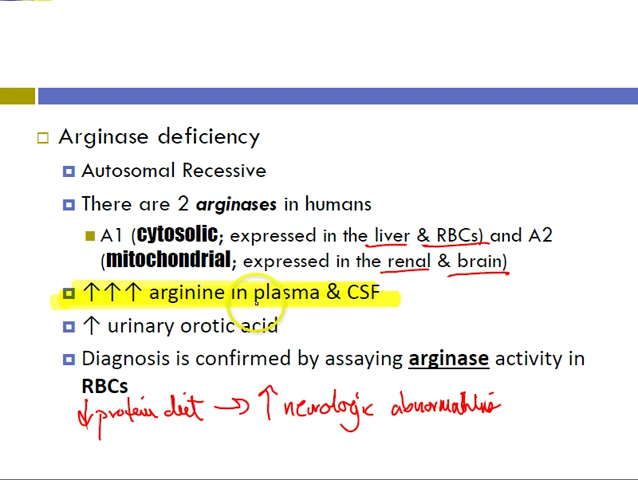 Arginase deficiency
Autosomal Recessive
There are 2 arginases in humans
A1 (cytosolic; expressed in the liver & RBCs) and A2
(mitochondrial; expressed in the renal & brain)
↑↑↑ arginine in plasma & CSF
↑ urinary orotic acid
Diagnosis is confirmed by assaying arginase activity in
RBCs
↓ protein diet → ↑ neurologic abnormalities